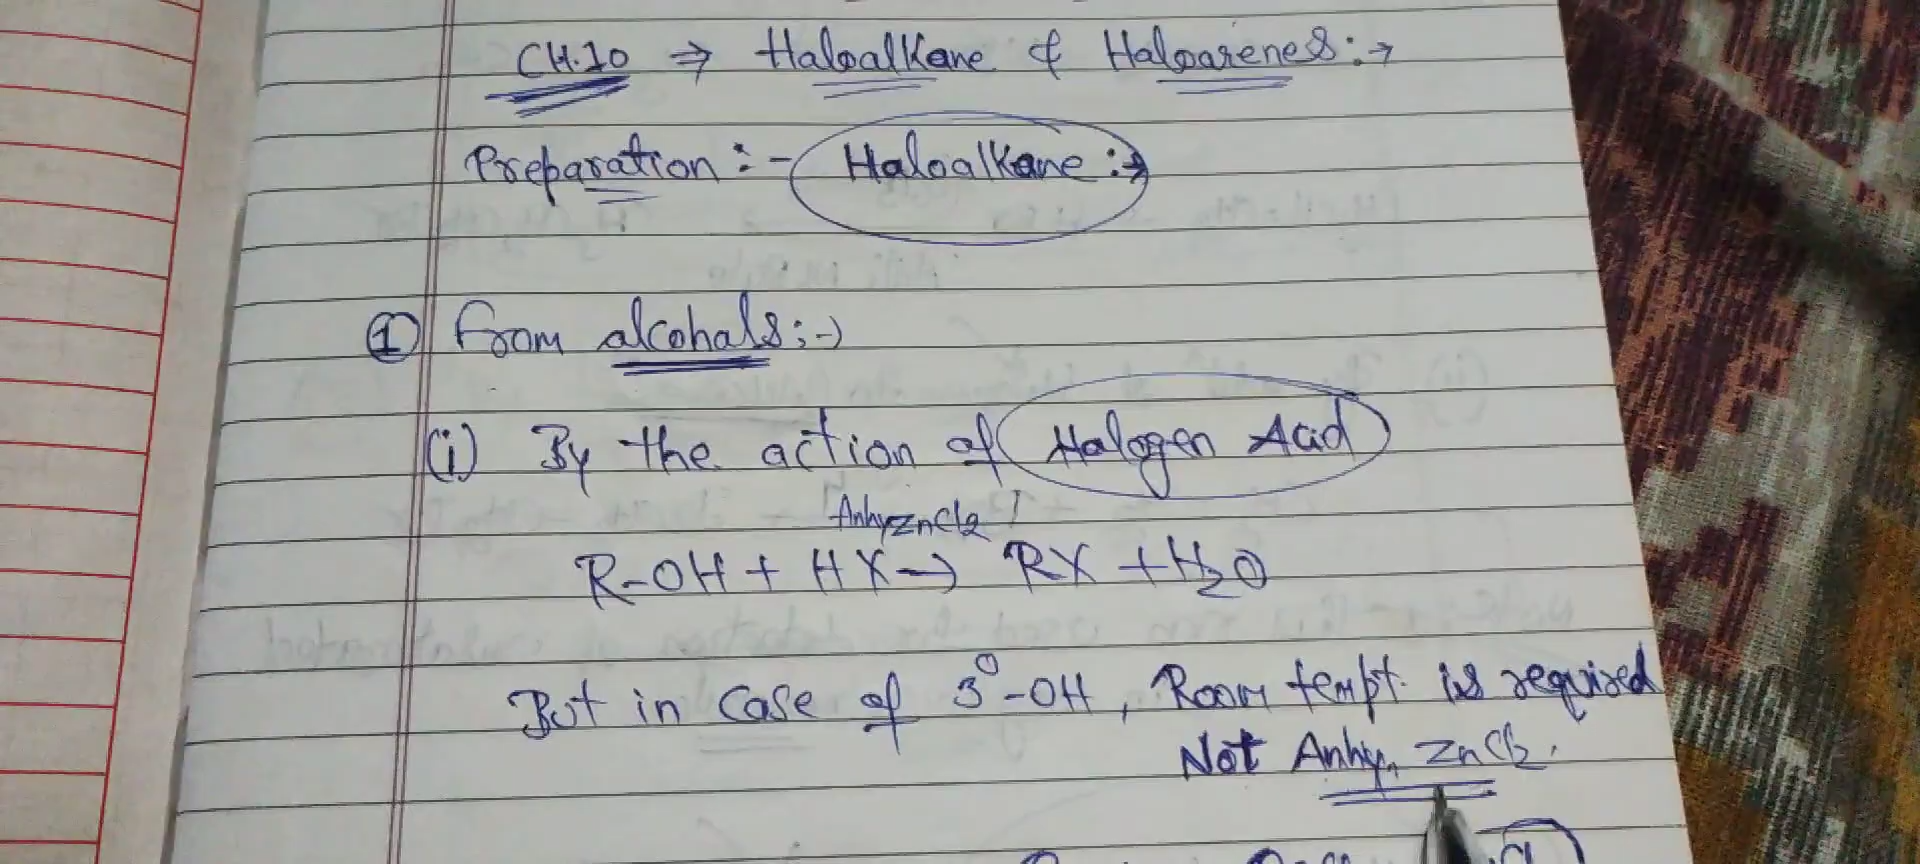 CH.10 ⇒ Haloalkane & Haloarenes:→
Preparation :- Haloalkane :→
① From alcohals:-)
(i) By the action of Halogen Acid
Anhy ZnCl2
R-OH + HX → RX + H2O
But in case of 3°-OH, Room tempt. is required
Not Anhy. ZnCl2.